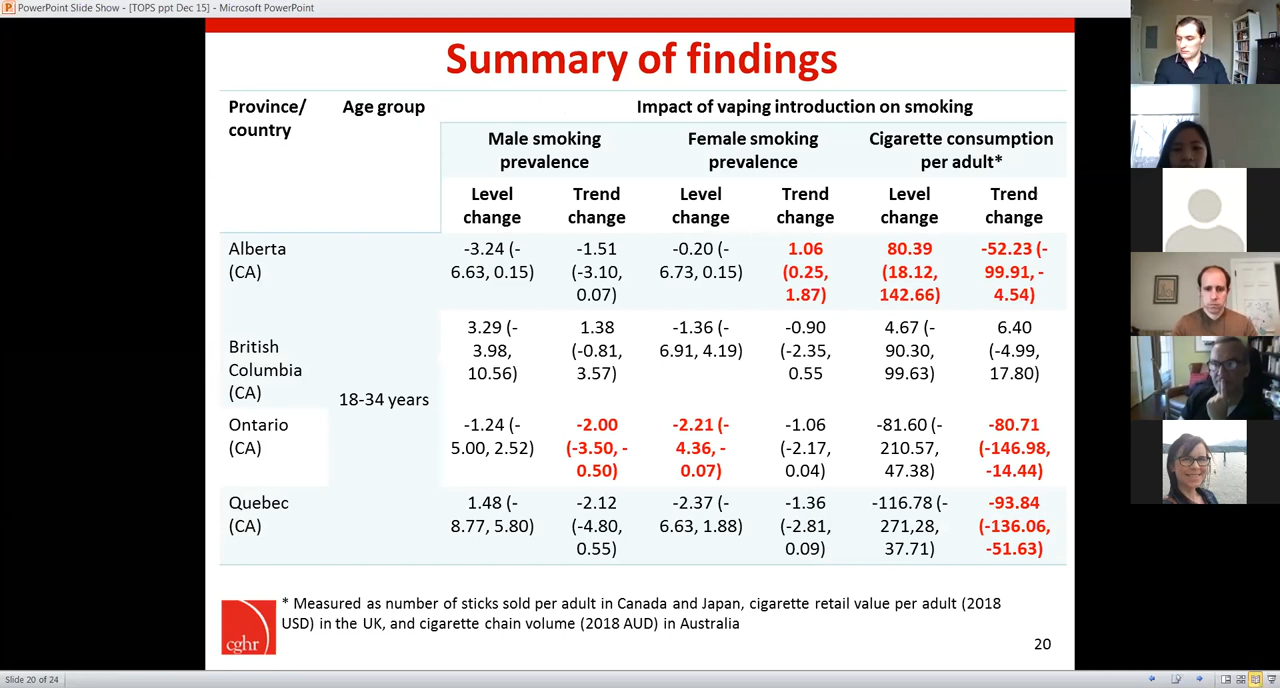 PowerPoint Slide Show - [TOPS ppt Dec 15] - Microsoft PowerPoint
Summary of findings
Province/
country
Age group
Impact of vaping introduction on smoking
Male smoking
prevalence
Female smoking
prevalence
Cigarette consumption
per adult*
Level
change
Trend
change
Level
change
Trend
change
Level
change
Trend
change
Alberta
(CA)
-3.24 (-
6.63, 0.15)
-1.51
(-3.10,
0.07)
-0.20 (-
6.73, 0.15)
1.06
(0.25,
1.87)
80.39
(18.12,
142.66)
-52.23 (-
99.91, -
4.54)
British
Columbia
(CA)
3.29 (-
3.98,
10.56)
1.38
(-0.81,
3.57)
-1.36 (-
6.91, 4.19)
-0.90
(-2.35,
0.55
4.67 (-
90.30,
99.63)
6.40
(-4.99,
17.80)
18-34 years
Ontario
(CA)
-1.24 (-
5.00, 2.52)
-2.00
(-3.50, -
0.50)
-2.21 (-
4.36, -
0.07)
-1.06
(-2.17,
0.04)
-81.60 (-
210.57,
47.38)
-80.71
(-146.98,
-14.44)
Quebec
(CA)
1.48 (-
8.77, 5.80)
-2.12
(-4.80,
0.55)
-2.37 (-
6.63, 1.88)
-1.36
(-2.81,
0.09)
-116.78 (-
271,28,
37.71)
-93.84
(-136.06,
-51.63)
* Measured as number of sticks sold per adult in Canada and Japan, cigarette retail value per adult (2018
USD) in the UK, and cigarette chain volume (2018 AUD) in Australia
cghr
20
Slide 20 of 24